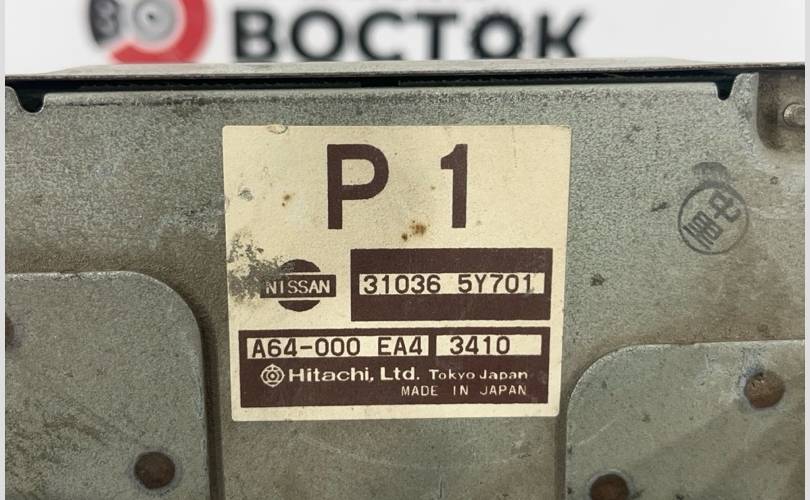 ВОСТОК
P 1
NISSAN
31036 5Y701
A64-000 EA4 3410
Hitachi, Ltd. Tokyo Japan
MADE IN JAPAN